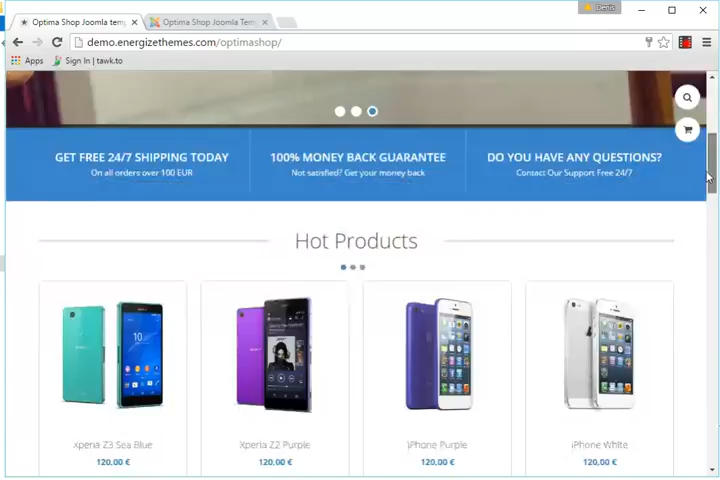 Denis
Optima Shop Joomla temp
Optima Shop Joomla Temp
demo.energizethemes.com/optimashop/
Apps
Sign In | tawk.to
GET FREE 24/7 SHIPPING TODAY
On all orders over 100 EUR
100% MONEY BACK GUARANTEE
Not satisfied? Get your money back
DO YOU HAVE ANY QUESTIONS?
Contact Our Support Free 24/7
Hot Products
Xperia Z3 Sea Blue
120,00 €
Xperia Z2 Purple
120,00 €
iPhone Purple
120,00 €
iPhone White
120,00 €